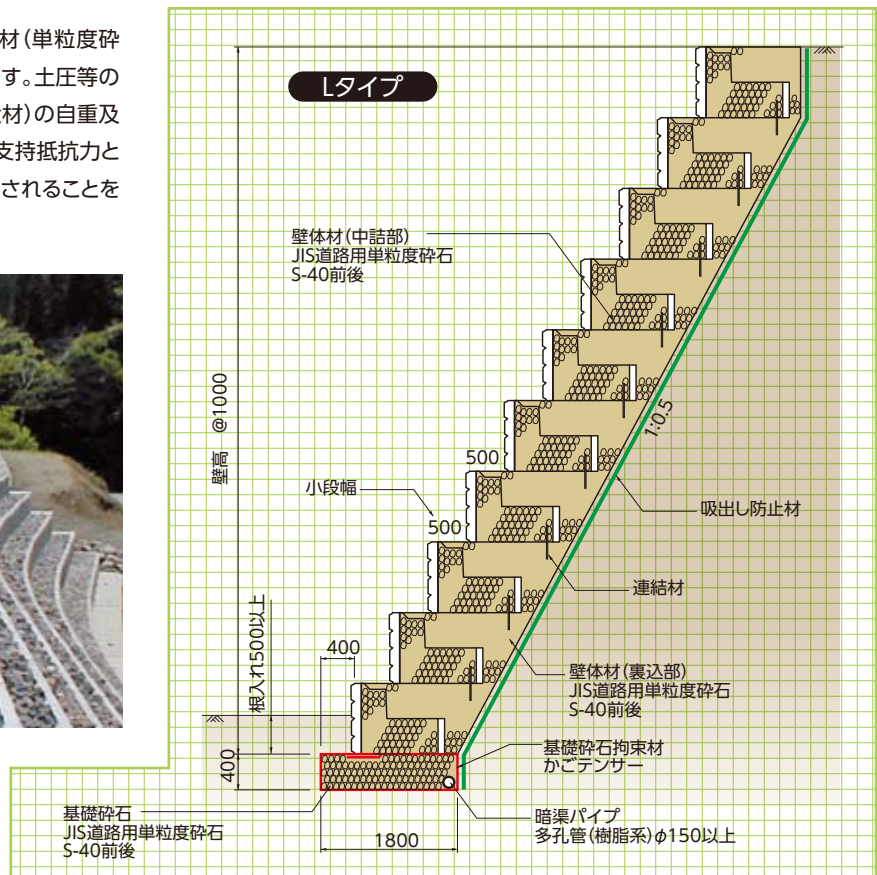 材(単粒度砕
す。土圧等の
材)の自重及
支持抵抗力と
されることを
Lタイプ
壁体材(中詰部)
JIS道路用単粒度砕石
S-40前後
壁高 @1000
1:0.5
500
小段幅
500
吸出し防止材
連結材
根入れ500以上
400
壁体材(裏込部)
JIS道路用単粒度砕石
S-40前後
400
基礎砕石拘束材
かごテンサー
基礎砕石
JIS道路用単粒度砕石
S-40前後
1800
暗渠パイプ
多孔管(樹脂系)φ150以上